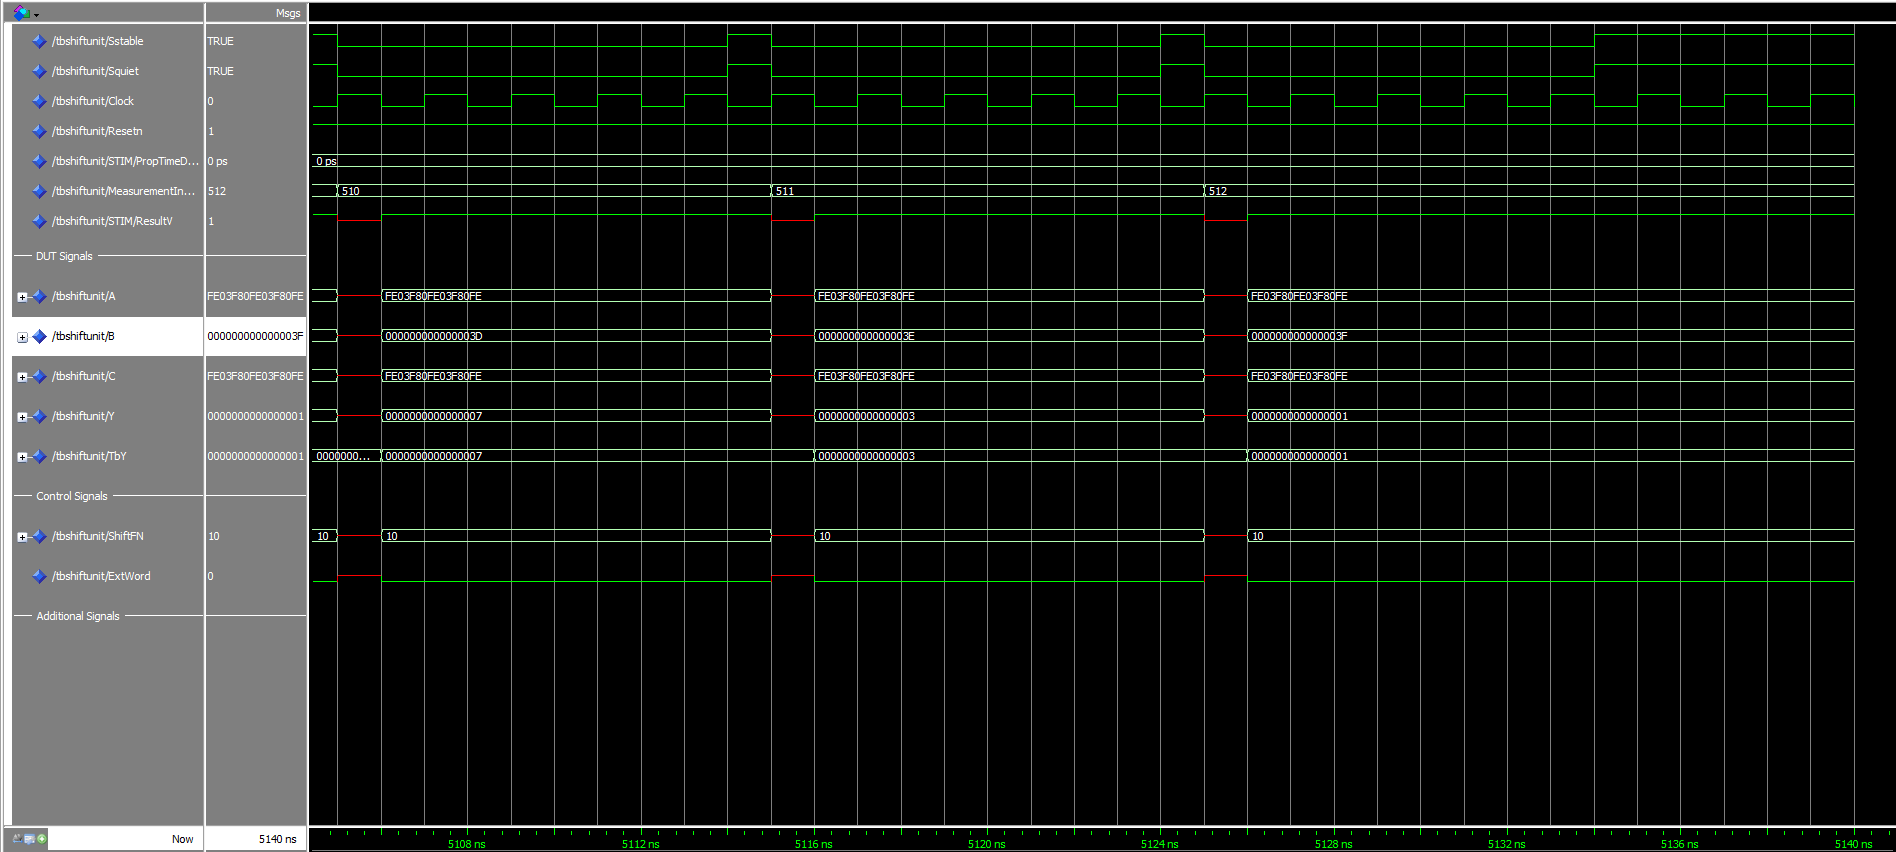 Msgs
/tbshiftunit/Sstable TRUE
/tbshiftunit/Squiet TRUE
/tbshiftunit/Clock 0
/tbshiftunit/Resetn 1
/tbshiftunit/STIM/PropTimeD... 0 ps 0 ps
/tbshiftunit/MeasurementIn... 512 510 511 512
/tbshiftunit/STIM/ResultV 1
DUT Signals
/tbshiftunit/A FE03F80FE03F80FE FE03F80FE03F80FE FE03F80FE03F80FE FE03F80FE03F80FE
/tbshiftunit/B 000000000000003F 000000000000003D 000000000000003E 000000000000003F
/tbshiftunit/C FE03F80FE03F80FE FE03F80FE03F80FE FE03F80FE03F80FE FE03F80FE03F80FE
/tbshiftunit/Y 0000000000000001 0000000000000007 0000000000000003 0000000000000001
/tbshiftunit/TbY 0000000000000001 0000000... 0000000000000007 0000000000000003 0000000000000001
Control Signals
/tbshiftunit/ShiftFN 10 10 10 10 10
/tbshiftunit/ExtWord 0
Additional Signals
Now 5140 ns 5108 ns 5112 ns 5116 ns 5120 ns 5124 ns 5128 ns 5132 ns 5136 ns 5140 ns